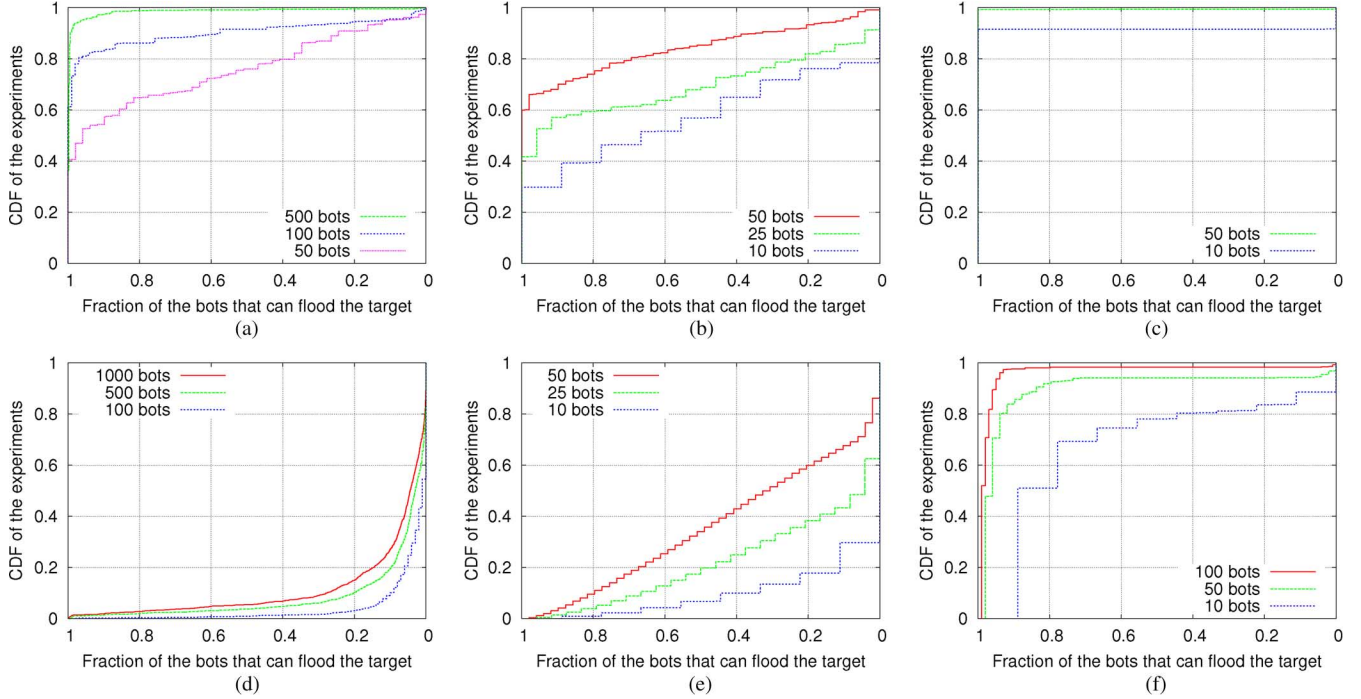 1
0.8
0.6
0.4
0.2
0
1 0.8 0.6 0.4 0.2 0
CDF of the experiments
Fraction of the bots that can flood the target
500 bots
100 bots
50 bots
(a)
1
0.8
0.6
0.4
0.2
0
1 0.8 0.6 0.4 0.2 0
CDF of the experiments
Fraction of the bots that can flood the target
50 bots
25 bots
10 bots
(b)
1
0.8
0.6
0.4
0.2
0
1 0.8 0.6 0.4 0.2 0
CDF of the experiments
Fraction of the bots that can flood the target
50 bots
10 bots
(c)
1
0.8
0.6
0.4
0.2
0
1 0.8 0.6 0.4 0.2 0
CDF of the experiments
Fraction of the bots that can flood the target
1000 bots
500 bots
100 bots
(d)
1
0.8
0.6
0.4
0.2
0
1 0.8 0.6 0.4 0.2 0
CDF of the experiments
Fraction of the bots that can flood the target
50 bots
25 bots
10 bots
(e)
1
0.8
0.6
0.4
0.2
0
1 0.8 0.6 0.4 0.2 0
CDF of the experiments
Fraction of the bots that can flood the target
100 bots
50 bots
10 bots
(f)